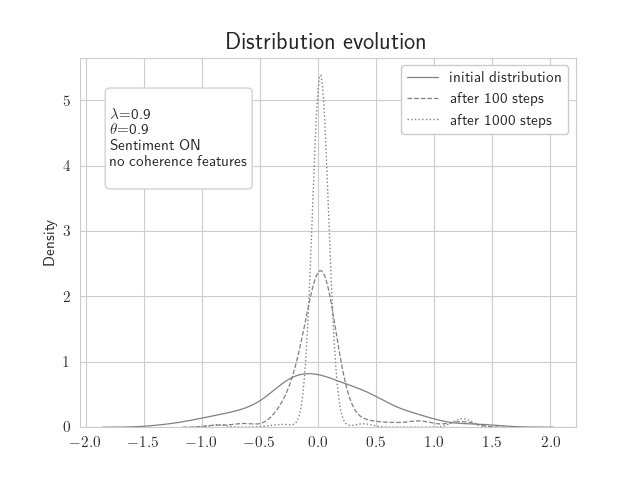 Distribution evolution
λ=0.9
θ=0.9
Sentiment ON
no coherence features
initial distribution
after 100 steps
after 1000 steps
Density
5
4
3
2
1
0
−2.0 −1.5 −1.0 −0.5 0.0 0.5 1.0 1.5 2.0